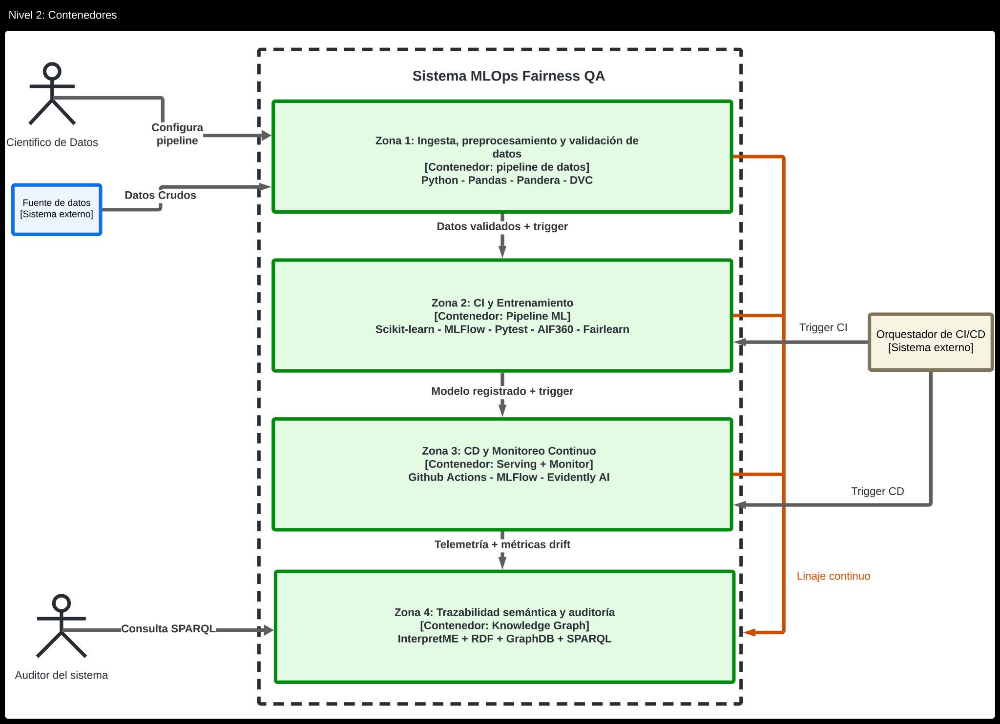 Nivel 2: Contenedores
Sistema MLOps Fairness QA
Cientifico de Datos
Configura
pipeline
Fuente de datos
[Sistema externo]
Datos Crudos
Zona 1: Ingesta, preprocesamiento y validación de
datos
[Contenedor: pipeline de datos]
Python - Pandas - Pandera - DVC
Datos validados + trigger
Zona 2: CI y Entrenamiento
[Contenedor: Pipeline ML]
Scikit-learn - MLFlow - Pytest - AIF360 - Fairlearn
Trigger CI
Orquestador de CI/CD
[Sistema externo]
Modelo registrado + trigger
Zona 3: CD y Monitoreo Continuo
[Contenedor: Serving + Monitor]
Github Actions - MLFlow - Evidently AI
Trigger CD
Telemetría + métricas drift
Linaje continuo
Zona 4: Trazabilidad semántica y auditoría
[Contenedor: Knowledge Graph]
InterpretME + RDF + GraphDB + SPARQL
Consulta SPARQL
Auditor del sistema